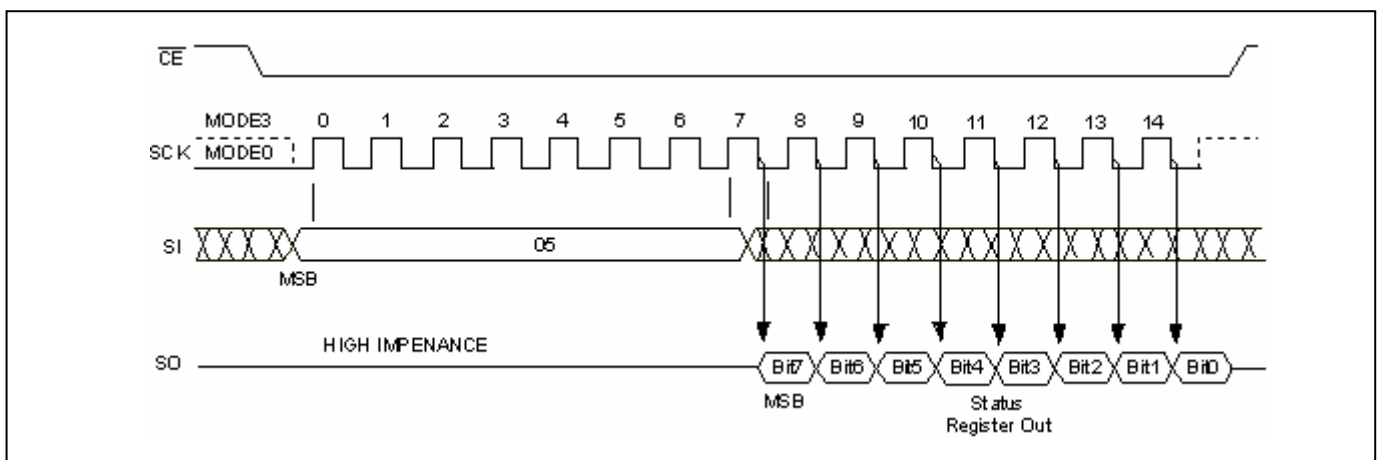 CE
MODE3 0 1 2 3 4 5 6 7 8 9 10 11 12 13 14
SCK MODE0
SI 05
MSB
HIGH IMPENANCE
SO Bit7 Bit6 Bit5 Bit4 Bit3 Bit2 Bit1 Bit0
MSB Status
Register Out